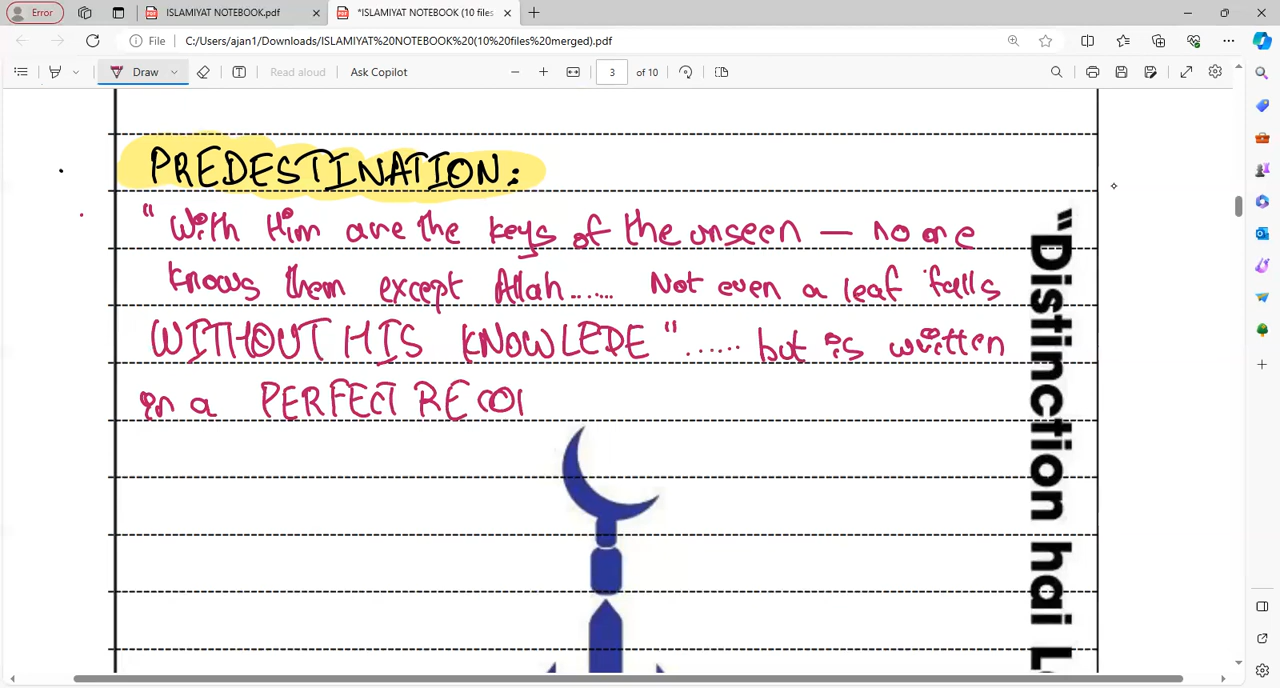 Error
ISLAMIYAT NOTEBOOK.pdf
*ISLAMIYAT NOTEBOOK (10 files
File
C:/Users/ajan1/Downloads/ISLAMIYAT%20NOTEBOOK%20(10%20files%20merged).pdf
Draw
Read aloud
Ask Copilot
3
of 10
PREDESTINATION:
"With Him are the keys of the unseen — no one
knows them except Allah...... Not even a leaf falls
WITHOUT HIS KNOWLEDE"...... but is written
in a PERFECT RECOI
"Distinction hai L